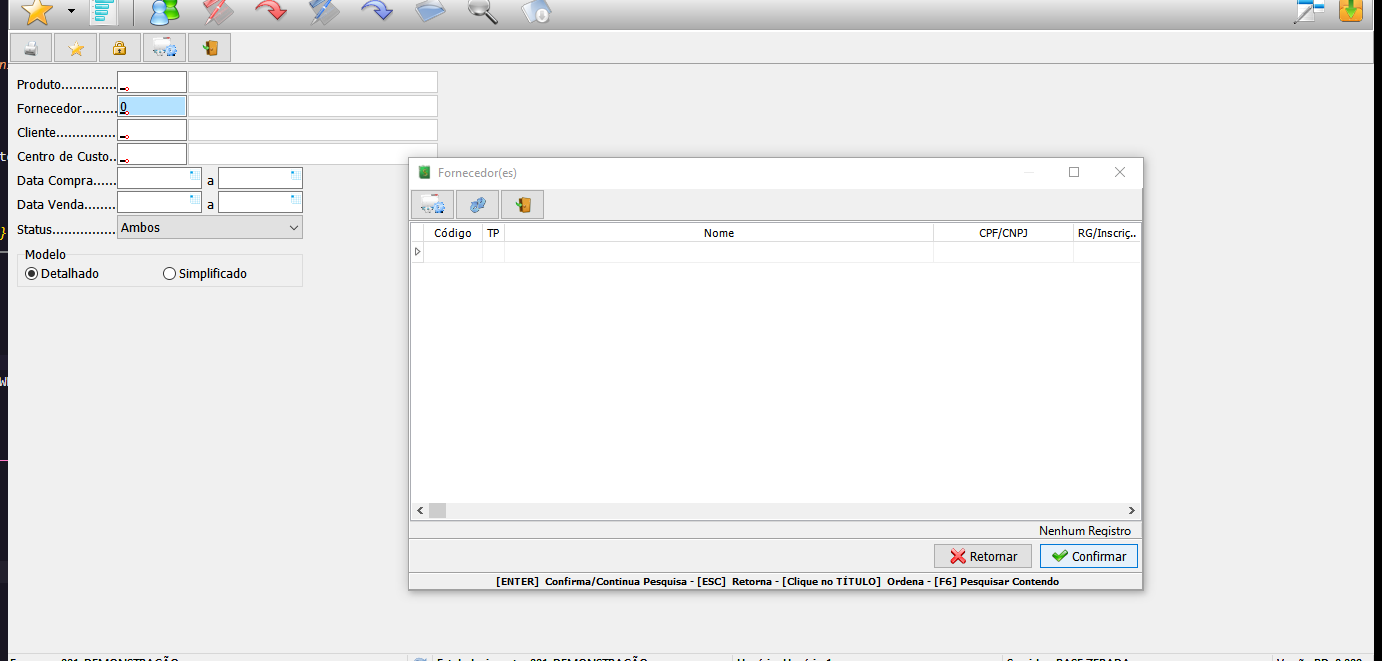 Produto..............
Fornecedor......... 0
Cliente................
Centro de Custo..
Data Compra...... a
Data Venda........ a
Status................ Ambos
Modelo
Detalhado Simplificado
Fornecedor(es)
Código TP Nome CPF/CNPJ RG/Inscriç..
Nenhum Registro
Retornar Confirmar
[ENTER] Confirma/Continua Pesquisa - [ESC] Retorna - [Clique no TÍTULO] Ordena - [F6] Pesquisar Contendo